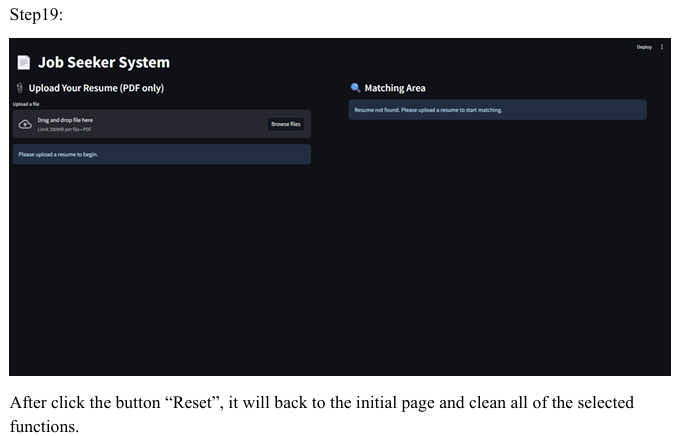 Step19:
Deploy
Job Seeker System
Upload Your Resume (PDF only)
Upload a file
Drag and drop file here
Limit 200MB per file • PDF
Browse files
Please upload a resume to begin.
Matching Area
Resume not found. Please upload a resume to start matching.
After click the button “Reset”, it will back to the initial page and clean all of the selected
functions.